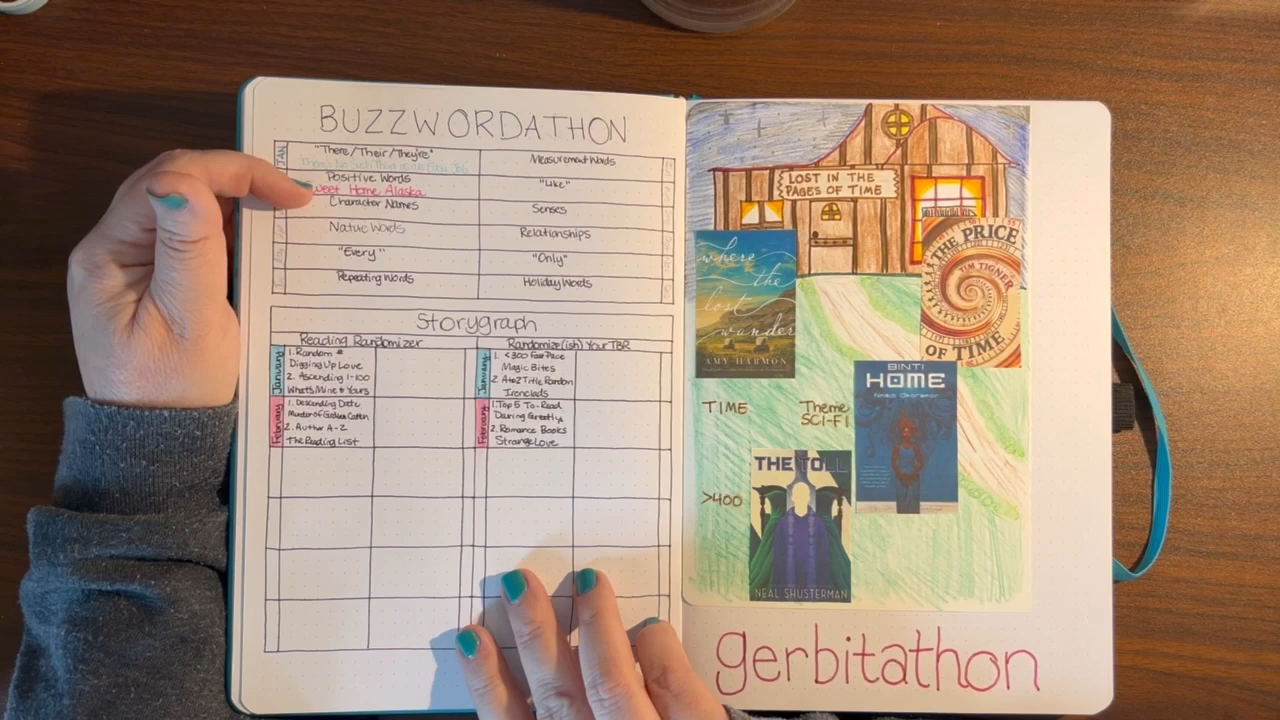 BUZZWORDATHON
JAN
"There/Their/They're"
There's No Such Thing as an Easy Job
Positive Words
Sweet Home Alaska
Character Names
Nature Words
"Every"
Repeating Words
Measurement Words
"Like"
Senses
Relationships
"Only"
Holiday Words
Storygraph
Reading Randomizer
Randomize(ish) Your TBR
January
1. Random #
Digging Up Love
2. Ascending 1-100
What's Mine & Yours
February
1. Descending Date
Murder of Graham Catton
2. Author A-Z
The Reading List
January
1. <300 Fast Pace
Magic Bites
2. A to Z Title Random
Ironclads
February
1. Top 5 To-Read
Daring Greatly
2. Romance Books
Strange Love
LOST IN THE
PAGES OF TIME
where
the
lost
wander
AMY HARMON
THE PRICE
TIM TIGNER
OF TIME
BINTI
HOME
Nnedi Okorafor
TIME
Theme
SCI-FI
>400
THE TOLL
NEAL SHUSTERMAN
gerbitathon